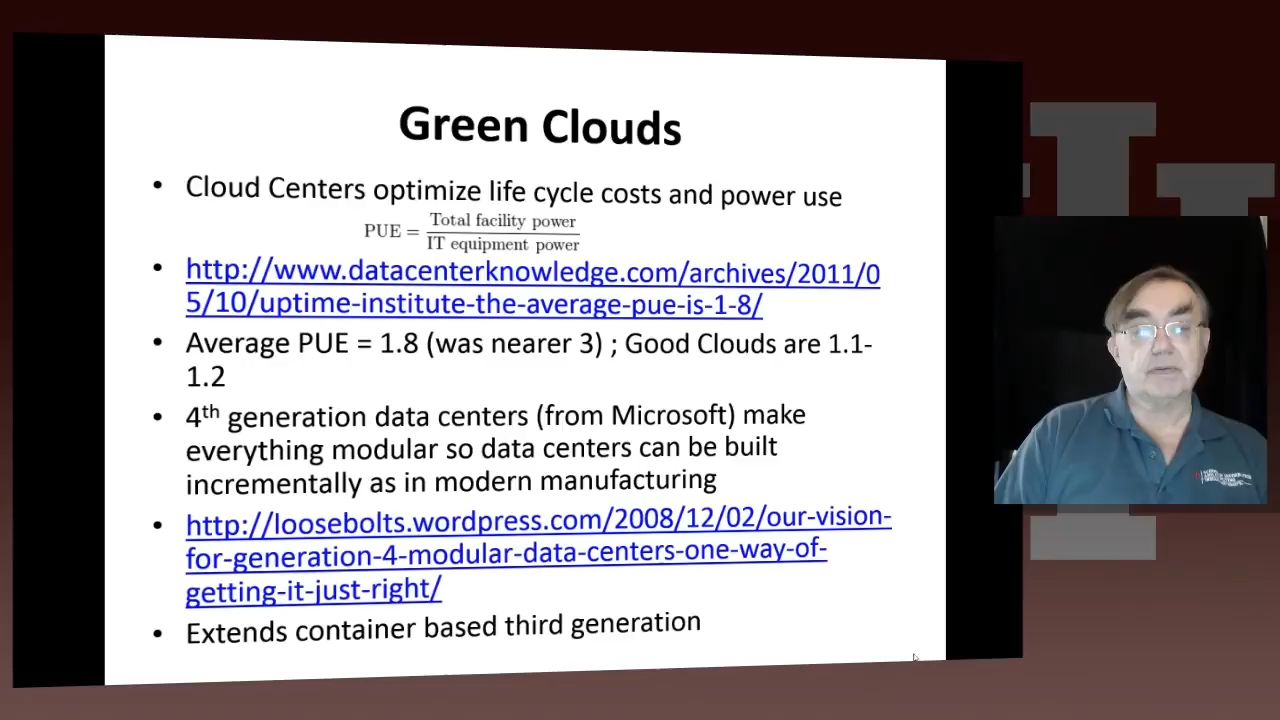 Green Clouds
• Cloud Centers optimize life cycle costs and power use
PUE = Total facility power / IT equipment power
• http://www.datacenterknowledge.com/archives/2011/0
5/10/uptime-institute-the-average-pue-is-1-8/
• Average PUE = 1.8 (was nearer 3) ; Good Clouds are 1.1-
1.2
• 4th generation data centers (from Microsoft) make
everything modular so data centers can be built
incrementally as in modern manufacturing
• http://loosebolts.wordpress.com/2008/12/02/our-vision-
for-generation-4-modular-data-centers-one-way-of-
getting-it-just-right/
• Extends container based third generation